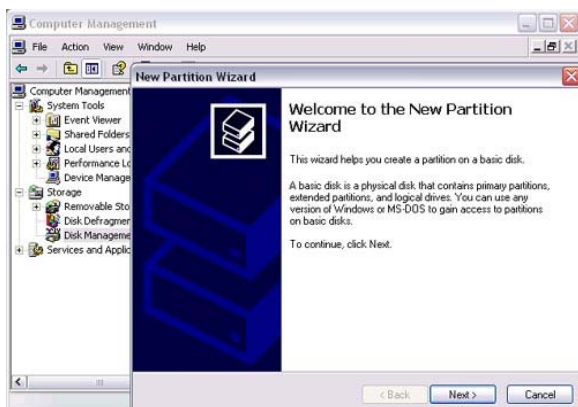 Computer Management
File Action View Window Help
New Partition Wizard
Computer Management
System Tools
Event Viewer
Shared Folders
Local Users and
Performance Lo
Device Manage
Storage
Removable Sto
Disk Defragmen
Disk Manageme
Services and Applic
Welcome to the New Partition
Wizard
This wizard helps you create a partition on a basic disk.
A basic disk is a physical disk that contains primary partitions,
extended partitions, and logical drives. You can use any
version of Windows or MS-DOS to gain access to partitions
on basic disks.
To continue, click Next.
< Back Next > Cancel